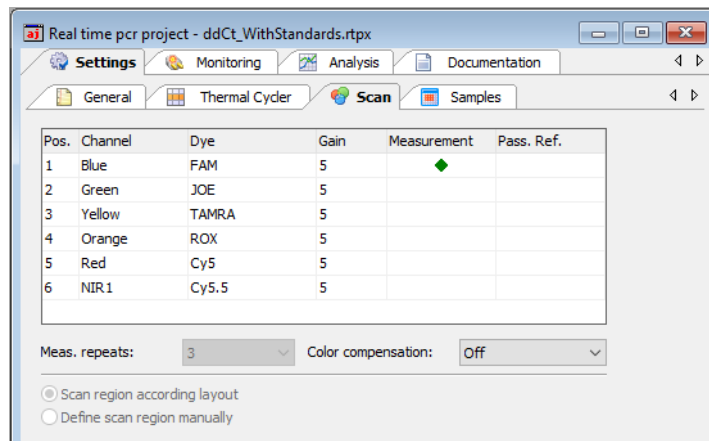 aj Real time pcr project - ddCt_WithStandards.rtpx
Settings Monitoring Analysis Documentation
General Thermal Cycler Scan Samples
Pos. Channel Dye Gain Measurement Pass. Ref.
1 Blue FAM 5
2 Green JOE 5
3 Yellow TAMRA 5
4 Orange ROX 5
5 Red Cy5 5
6 NIR1 Cy5.5 5
Meas. repeats: 3 Color compensation: Off
Scan region according layout
Define scan region manually